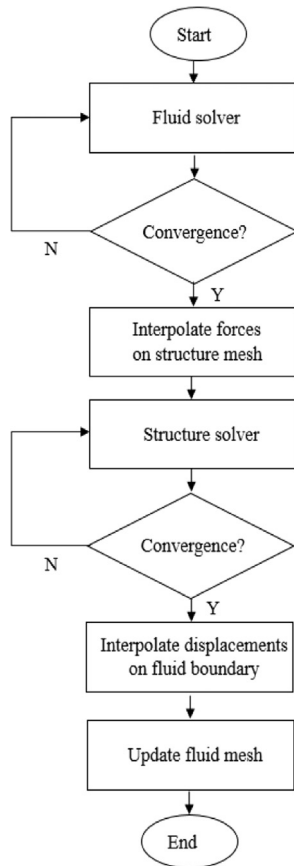 Start
Fluid solver
Convergence?
N
Y
Interpolate forces
on structure mesh
Structure solver
Convergence?
N
Y
Interpolate displacements
on fluid boundary
Update fluid mesh
End